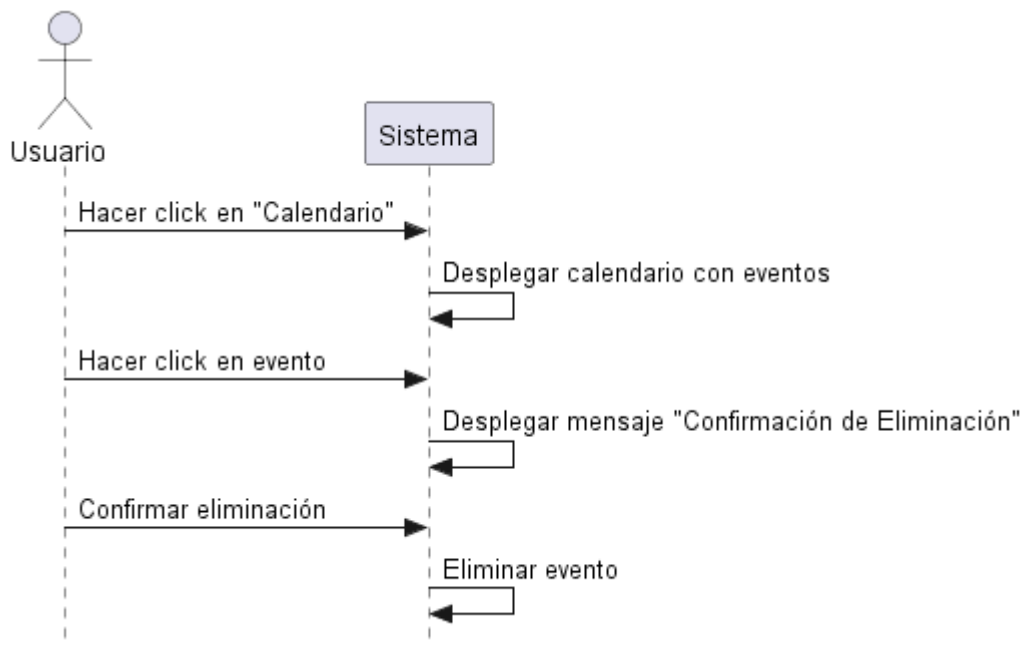 Usuario
Sistema
Hacer click en "Calendario"
Desplegar calendario con eventos
Hacer click en evento
Desplegar mensaje "Confirmación de Eliminación"
Confirmar eliminación
Eliminar evento